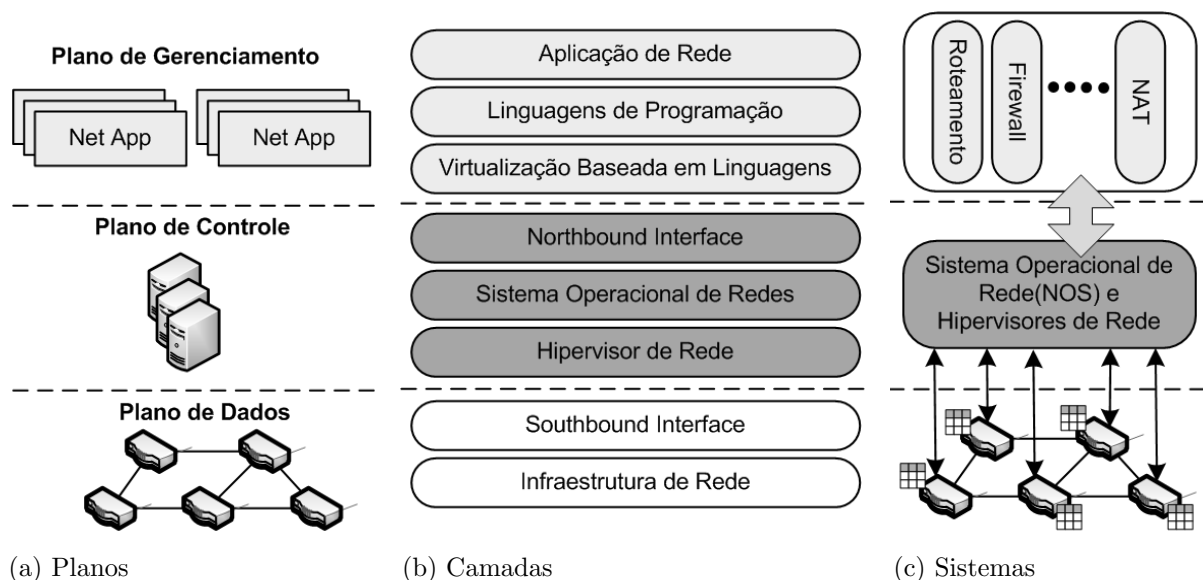 Plano de Gerenciamento
Net App
Net App
Plano de Controle
Plano de Dados
(a) Planos
Aplicação de Rede
Linguagens de Programação
Virtualização Baseada em Linguagens
Northbound Interface
Sistema Operacional de Redes
Hipervisor de Rede
Southbound Interface
Infraestrutura de Rede
(b) Camadas
Roteamento
Firewall
NAT
Sistema Operacional de
Rede(NOS) e
Hipervisores de Rede
(c) Sistemas